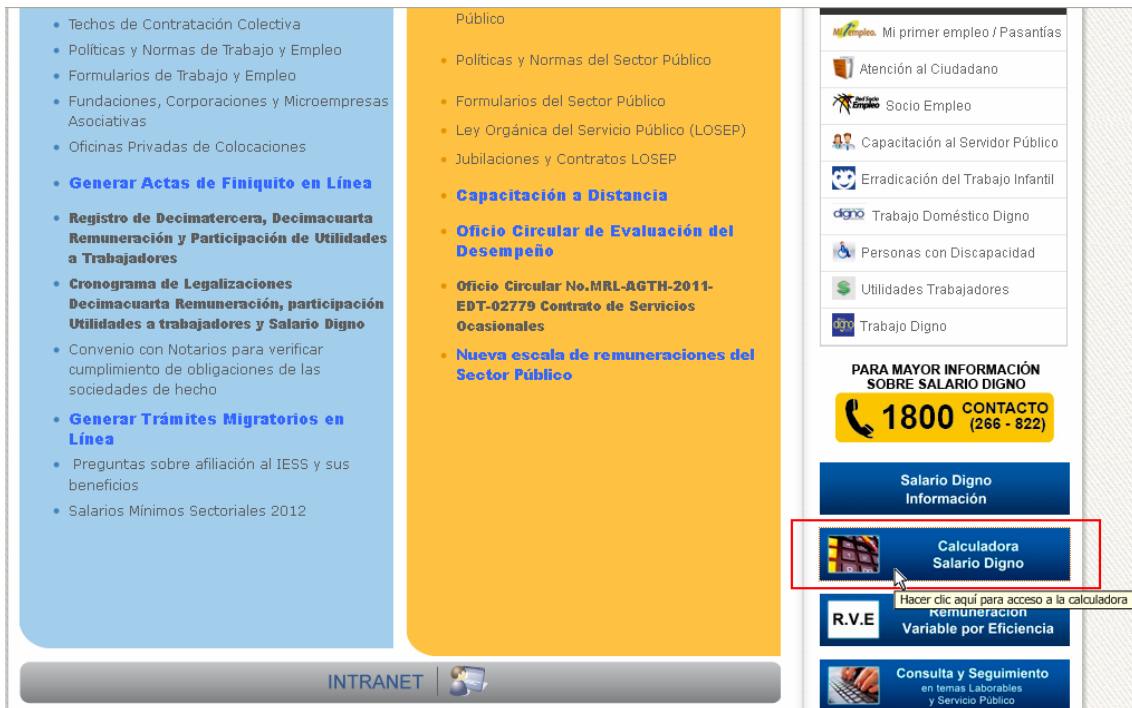 Techos de Contratación Colectiva
Políticas y Normas de Trabajo y Empleo
Formularios de Trabajo y Empleo
Fundaciones, Corporaciones y Microempresas
Asociativas
Oficinas Privadas de Colocaciones
Generar Actas de Finiquito en Línea
Registro de Decimatercera, Decimacuarta
Remuneración y Participación de Utilidades
a Trabajadores
Cronograma de Legalizaciones
Decimacuarta Remuneración, participación
Utilidades a trabajadores y Salario Digno
Convenio con Notarios para verificar
cumplimiento de obligaciones de las
sociedades de hecho
Generar Trámites Migratorios en
Línea
Preguntas sobre afiliación al IESS y sus
beneficios
Salarios Mínimos Sectoriales 2012
Público
Políticas y Normas del Sector Público
Formularios del Sector Público
Ley Orgánica del Servicio Público (LOSEP)
Jubilaciones y Contratos LOSEP
Capacitación a Distancia
Oficio Circular de Evaluación del
Desempeño
Oficio Circular No.MRL-AGTH-2011-
EDT-02779 Contrato de Servicios
Ocasionales
Nueva escala de remuneraciones del
Sector Público
INTRANET
Mi primer empleo / Pasantías
Atención al Ciudadano
Red Socio
Empleo
Socio Empleo
Capacitación al Servidor Público
Erradicación del Trabajo Infantil
digno
Trabajo Doméstico Digno
Personas con Discapacidad
$
Utilidades Trabajadores
digno
Trabajo Digno
PARA MAYOR INFORMACIÓN
SOBRE SALARIO DIGNO
1800 CONTACTO
(266 - 822)
Salario Digno
Información
Calculadora
Salario Digno
Hacer clic aquí para acceso a la calculadora
R.V.E
Remuneración
Variable por Eficiencia
Consulta y Seguimiento
en temas Laborables
y Servicio Público